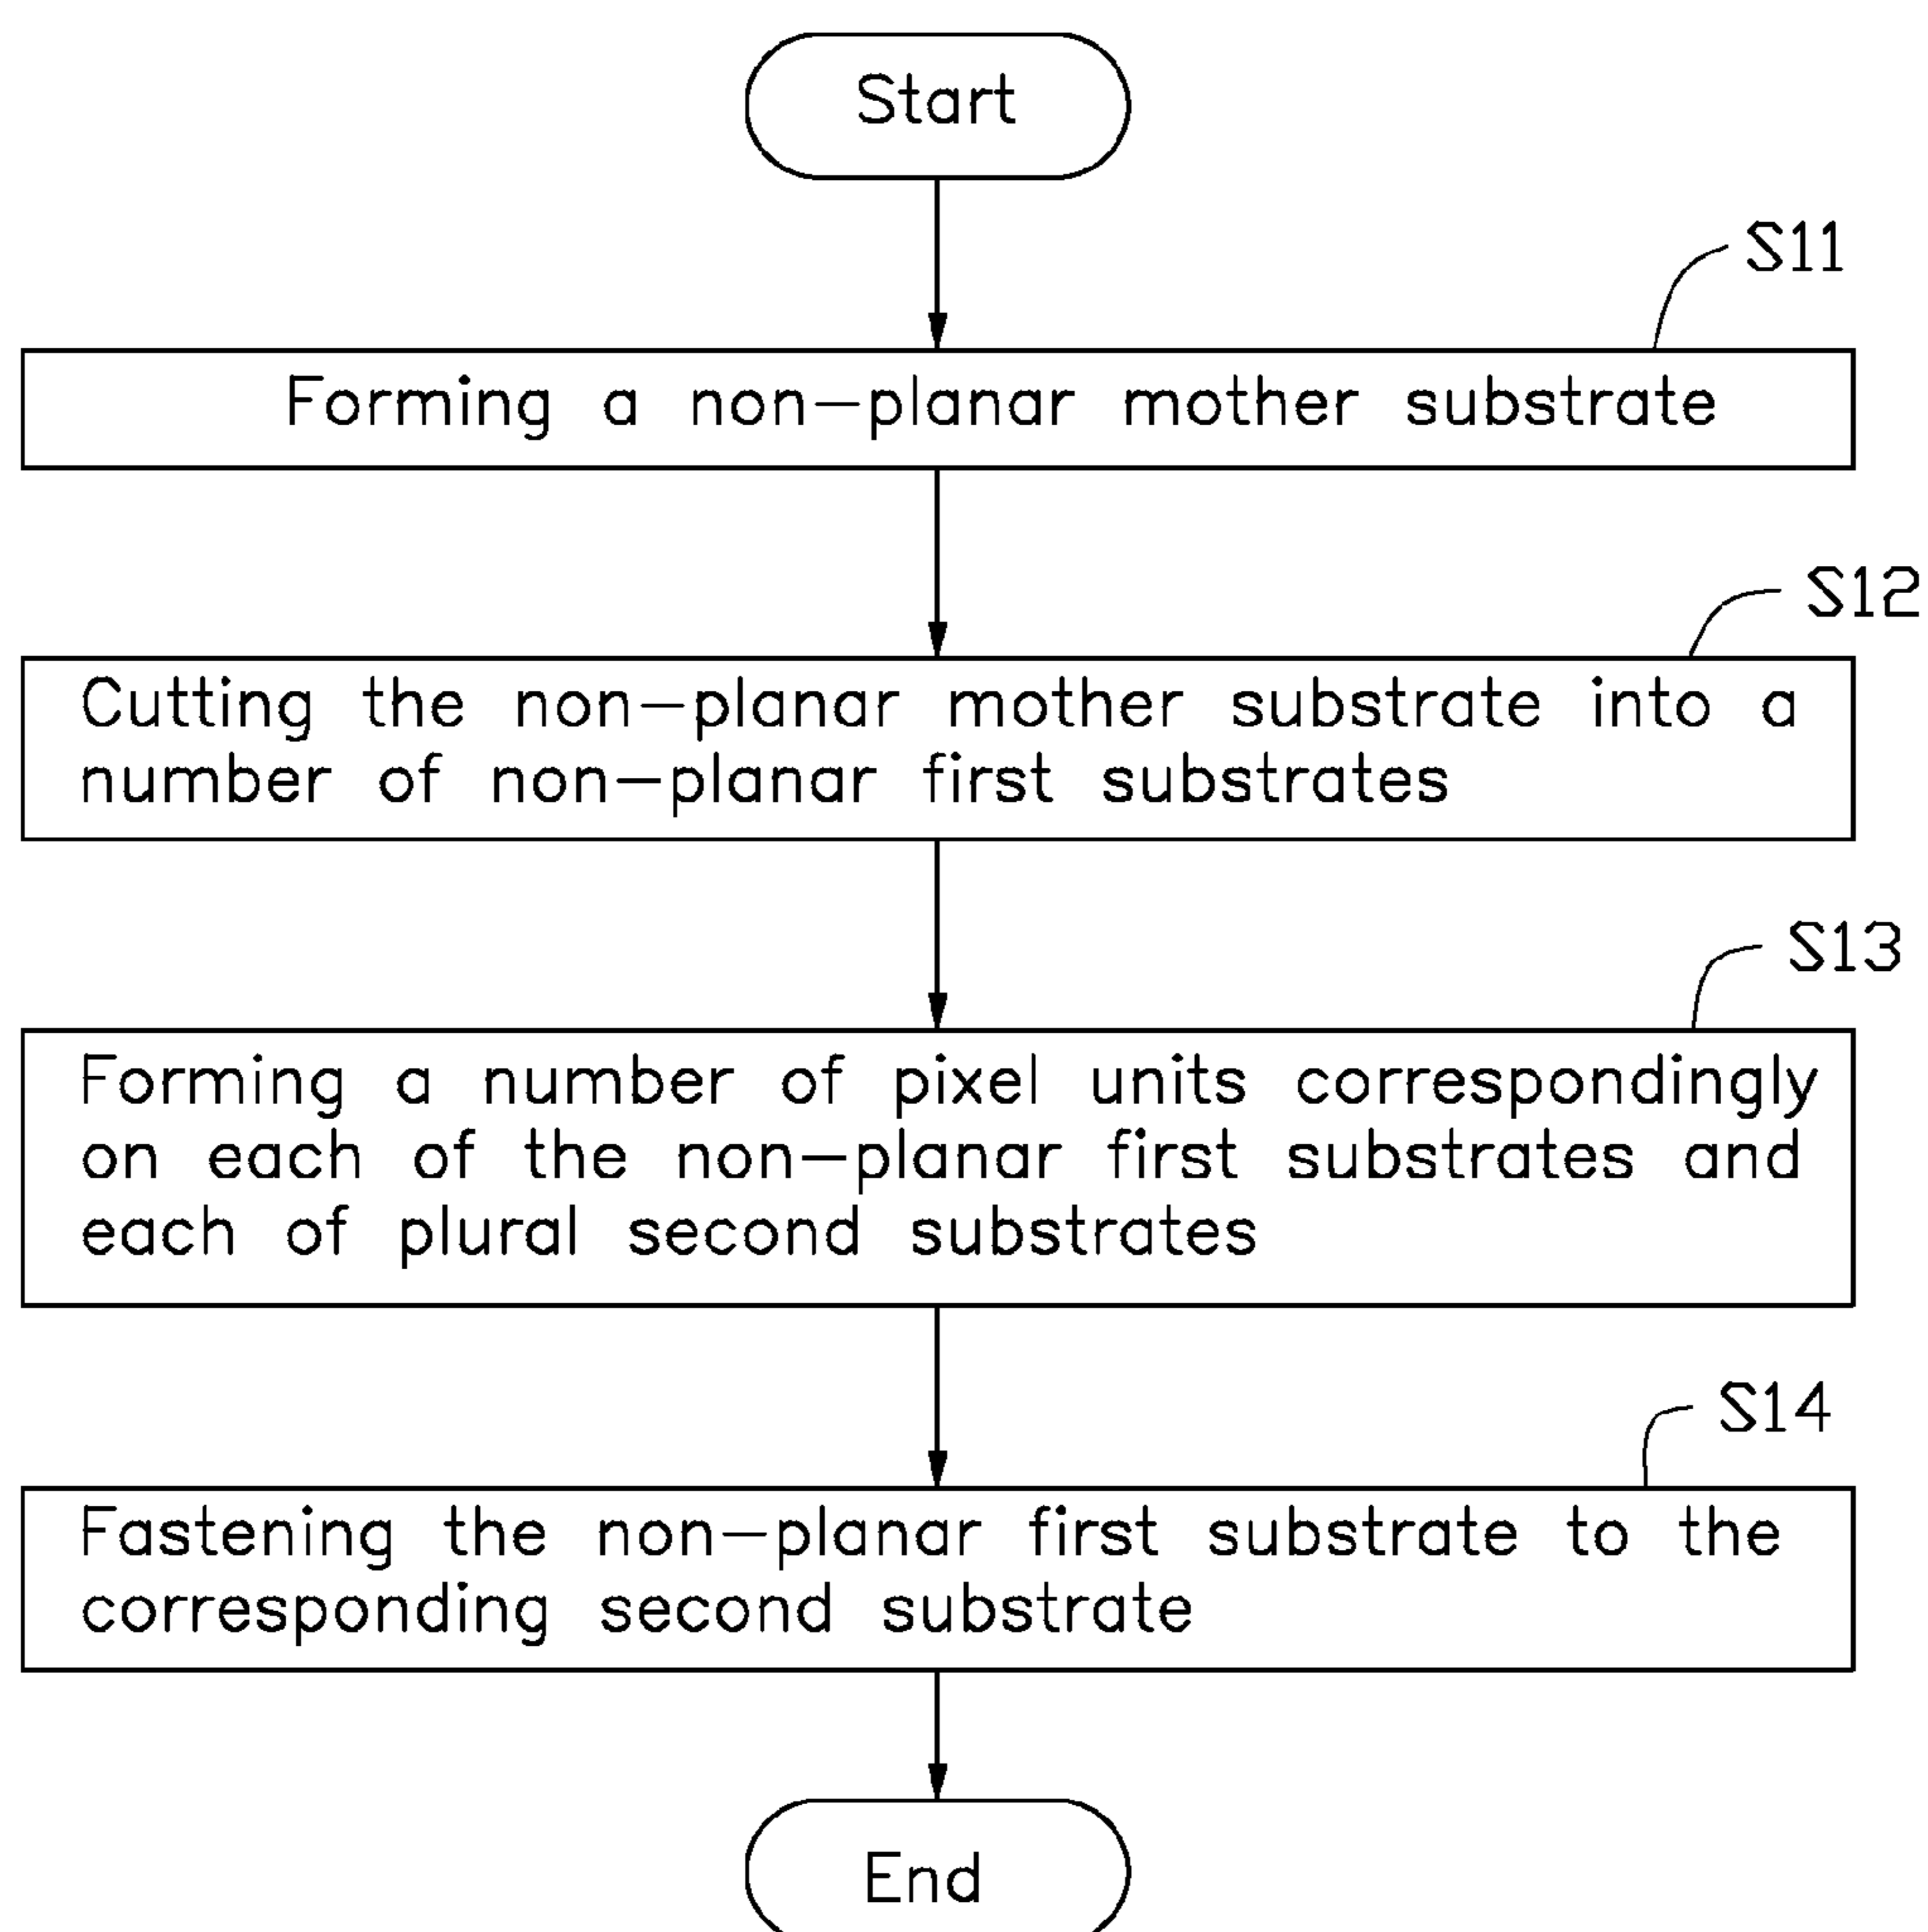 Start
S11
Forming a non-planar mother substrate
S12
Cutting the non-planar mother substrate into a
number of non-planar first substrates
S13
Forming a number of pixel units correspondingly
on each of the non-planar first substrates and
each of plural second substrates
S14
Fastening the non-planar first substrate to the
corresponding second substrate
End